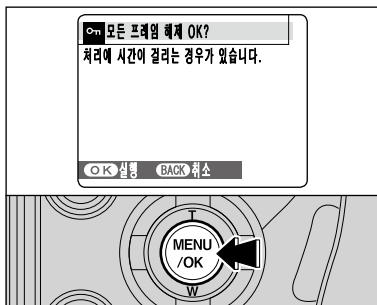 모든 프레임 해제 OK?
처리에 시간이 걸리는 경우가 있습니다.
OK 실행 BACK 취소
T
MENU
/OK
W